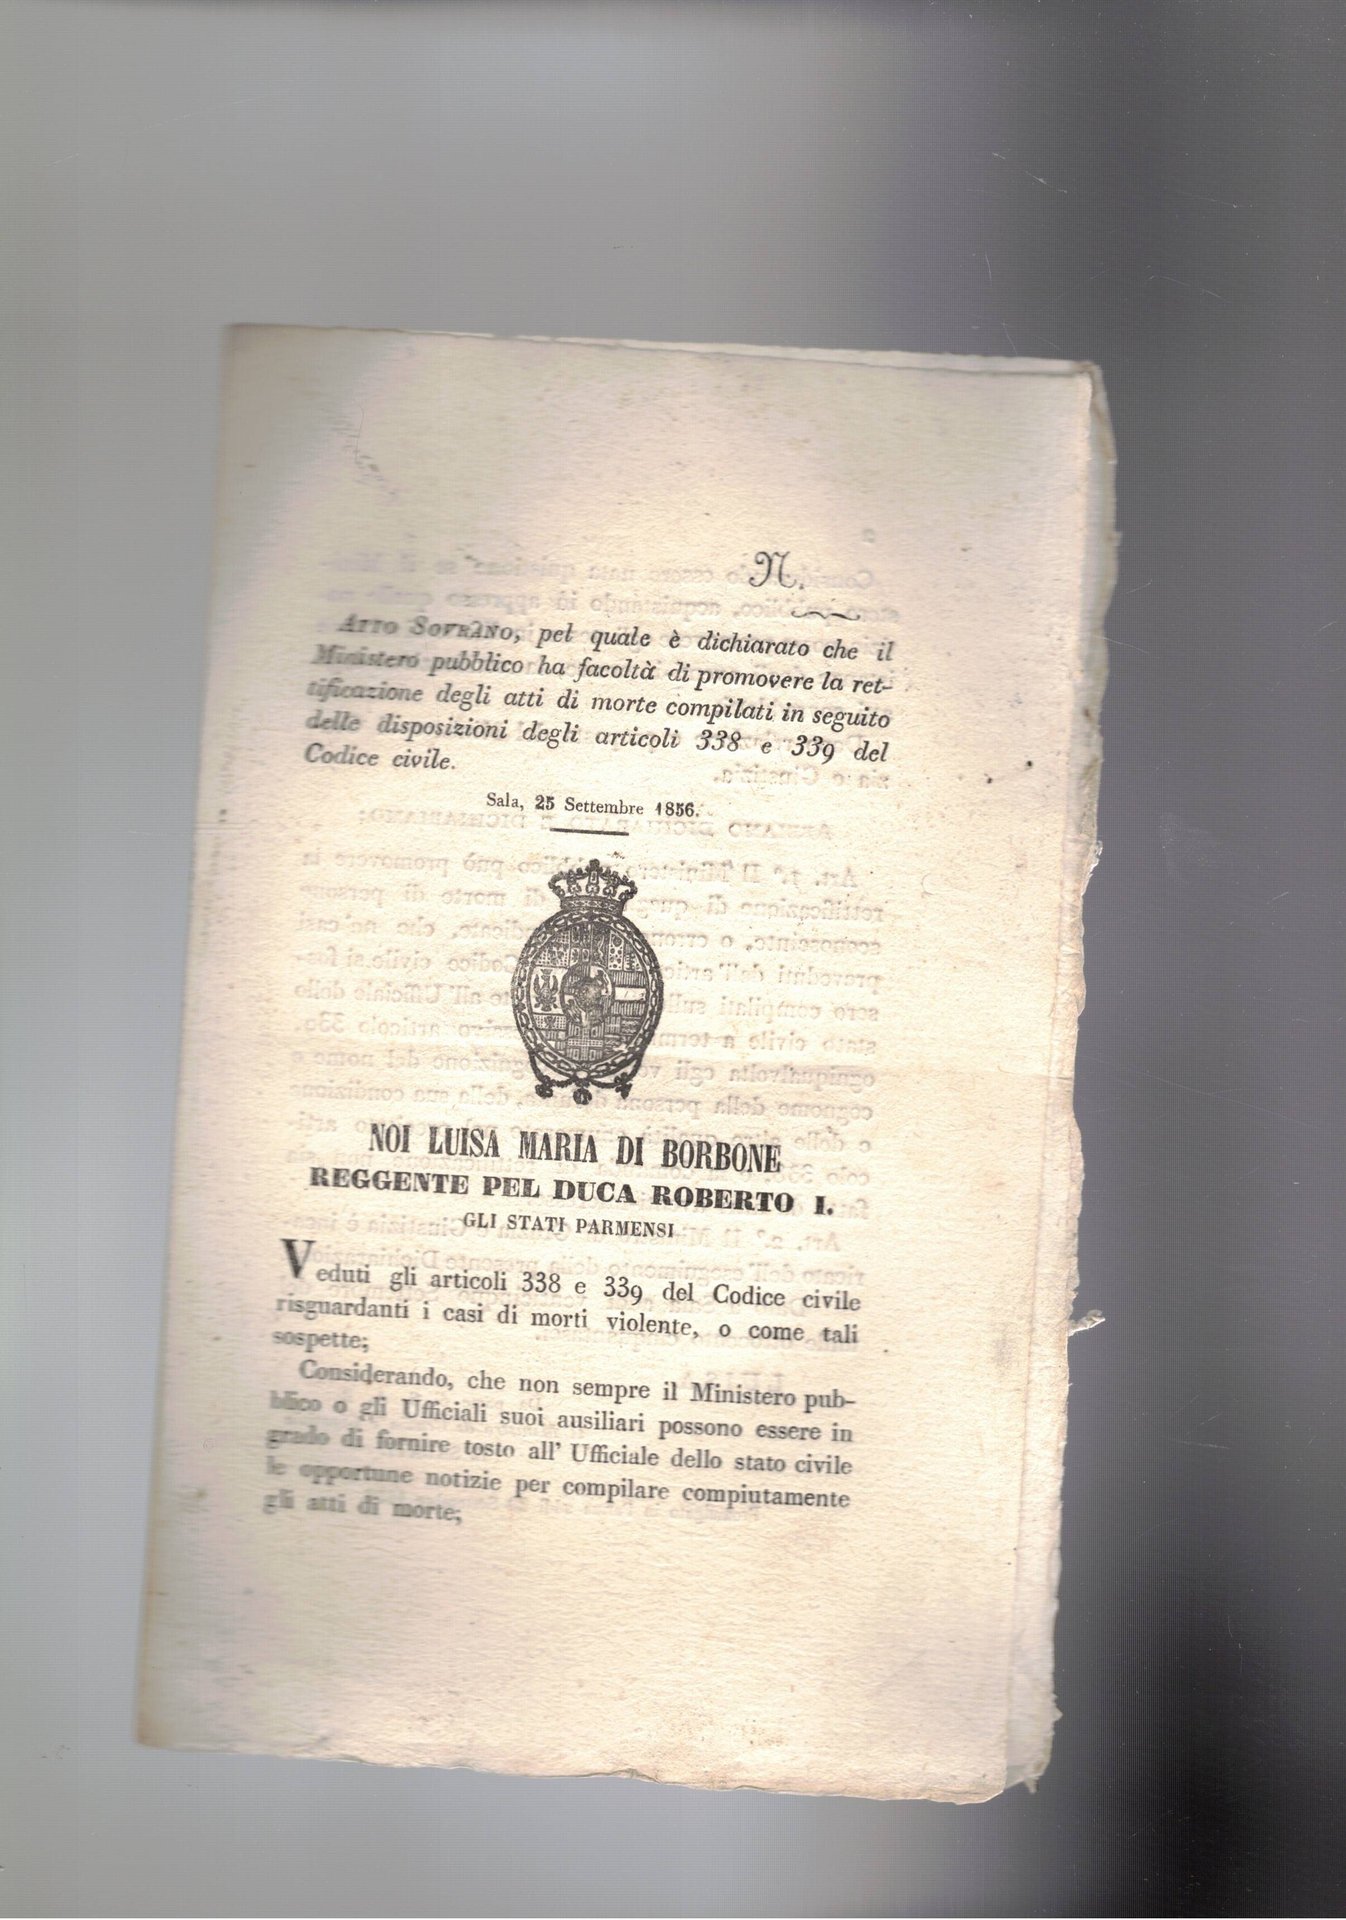 N.
ATTO SOVRANO, pel quale è dichiarato che il
Ministero pubblico ha facoltà di promovere la ret-
tificazione degli atti di morte compilati in seguito
delle disposizioni degli articoli 338 e 339 del
Codice civile.
Sala, 25 Settembre 1856.
NOI LUISA MARIA DI BORBONE
REGGENTE PEL DUCA ROBERTO I.
GLI STATI PARMENSI
Veduti gli articoli 338 e 339 del Codice civile
risguardanti i casi di morti violente, o come tali
sospette;
Considerando, che non sempre il Ministero pub-
blico o gli Ufficiali suoi ausiliari possono essere in
grado di fornire tosto all' Ufficiale dello stato civile
le opportune notizie per compilare compiutamente
gli atti di morte;